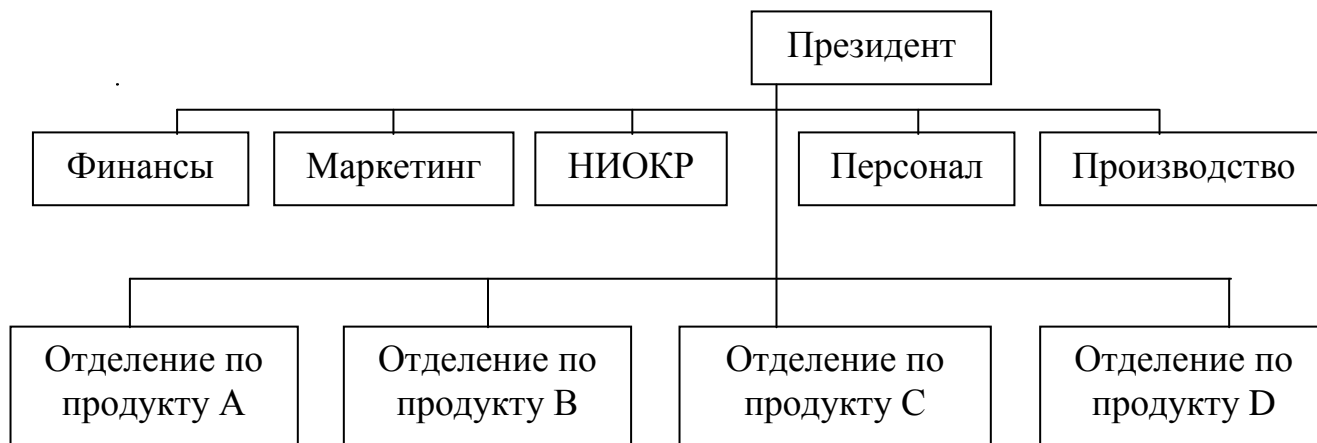 Президент
Финансы
Маркетинг
НИОКР
Персонал
Производство
Отделение по
продукту A
Отделение по
продукту B
Отделение по
продукту C
Отделение по
продукту D